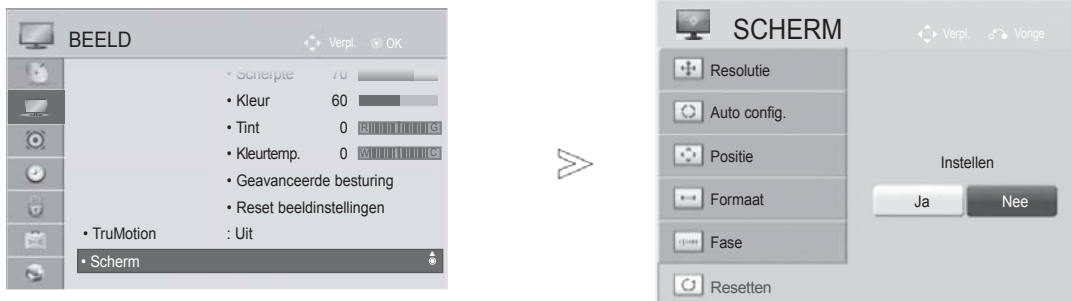 BEELD
Verpl. OK
• Scherpte 70
• Kleur 60
• Tint 0 R G
• Kleurtemp. 0 W C
• Geavanceerde besturing
• Reset beeldinstellingen
• TruMotion : Uit
• Scherm
SCHERM
Verpl. Vorige
Resolutie
Auto config.
Positie
Formaat
Fase
Resetten
Instellen
Ja Nee